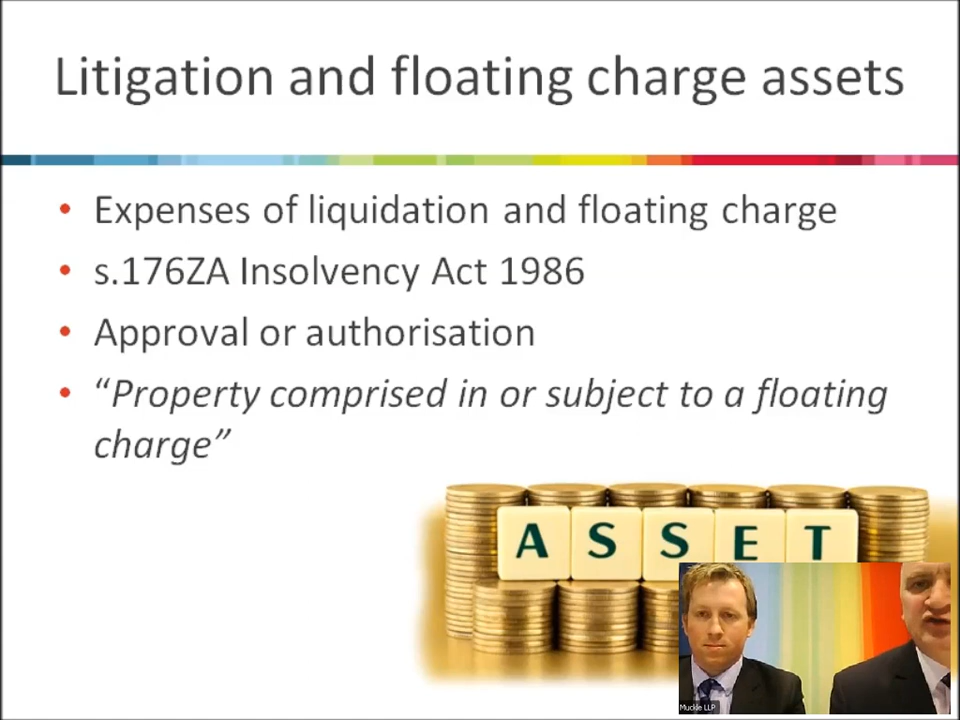 Litigation and floating charge assets
• Expenses of liquidation and floating charge
• s.176ZA Insolvency Act 1986
• Approval or authorisation
• “Property comprised in or subject to a floating
charge”
ASSET
Muckle LLP